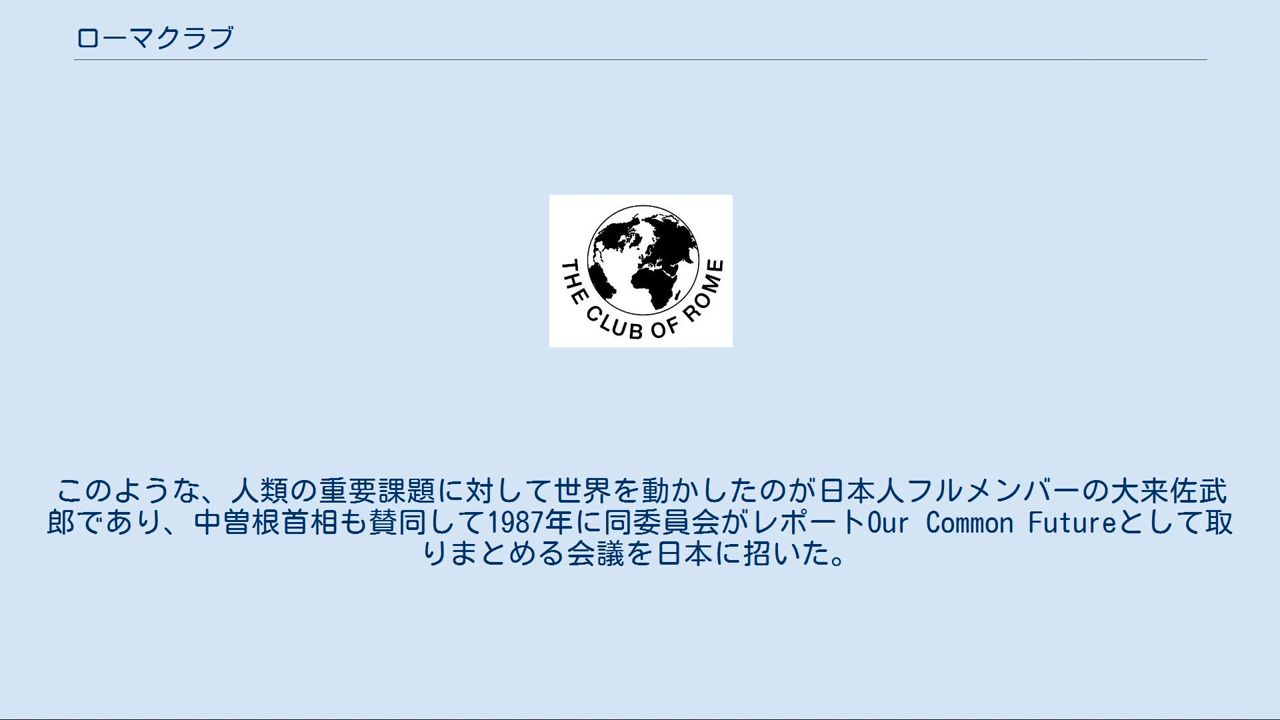 ローマクラブ
THE CLUB OF ROME
このような、人類の重要課題に対して世界を動かしたのが日本人フルメンバーの大来佐武
郎であり、中曽根首相も賛同して1987年に同委員会がレポートOur Common Futureとして取
りまとめる会議を日本に招いた。